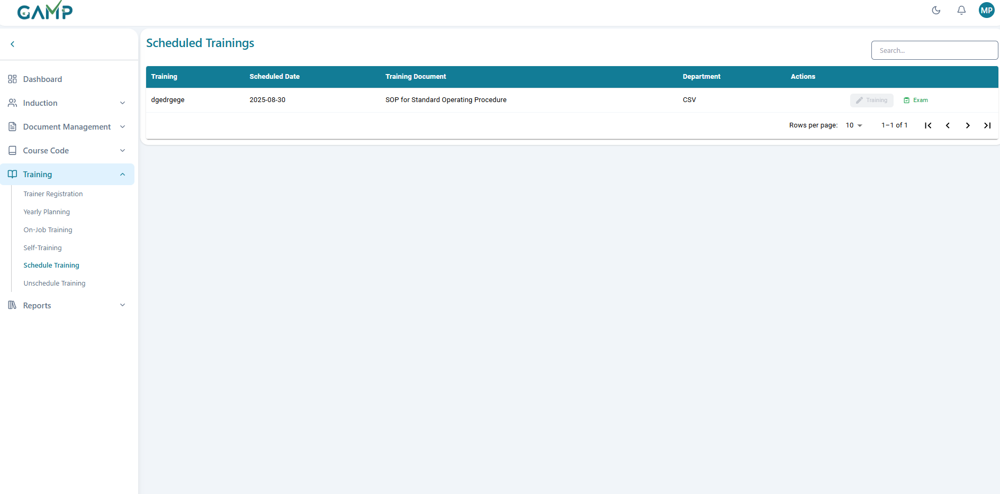 GAMP
MP
Scheduled Trainings
Search...
Dashboard
Induction
Document Management
Course Code
Training
Trainer Registration
Yearly Planning
On-Job Training
Self-Training
Schedule Training
Unschedule Training
Reports
Training Scheduled Date Training Document Department Actions
dgedrgege 2025-08-30 SOP for Standard Operating Procedure CSV Training Exam
Rows per page: 10 1–1 of 1